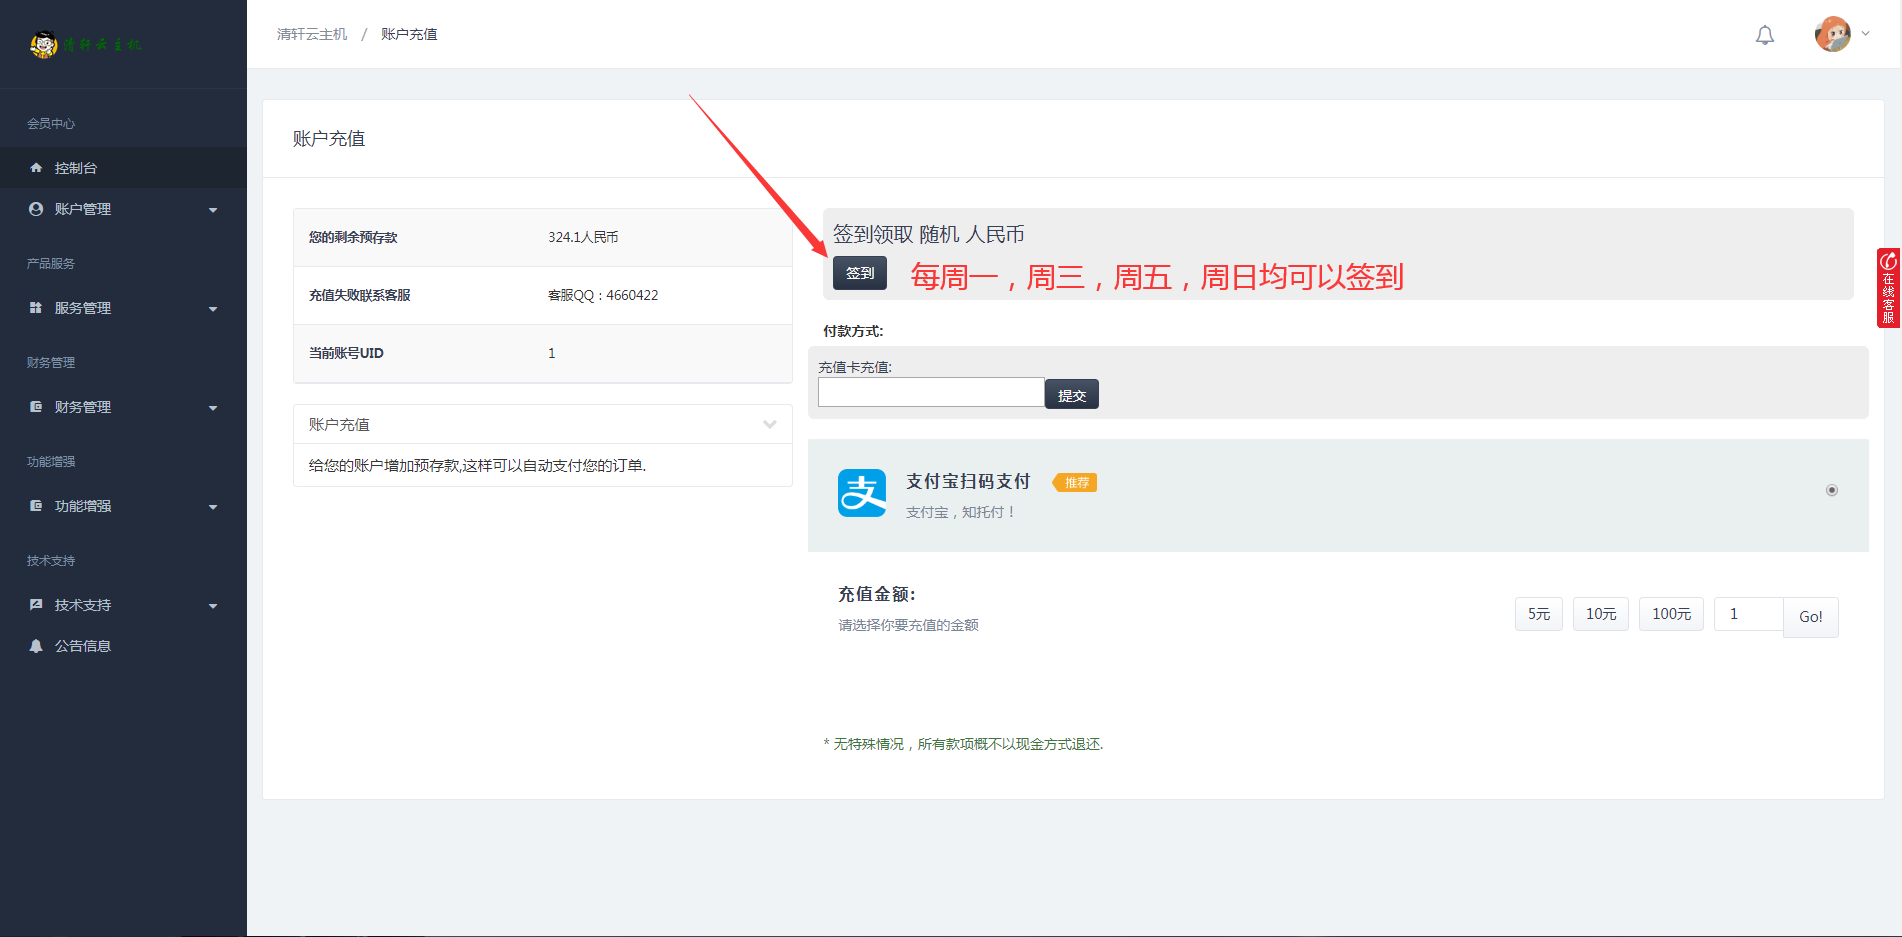 清轩云主机
会员中心
控制台
账户管理
产品服务
服务管理
财务管理
财务管理
功能增强
功能增强
技术支持
技术支持
公告信息
清轩云主机 / 账户充值
账户充值
您的剩余预存款 324.1人民币
充值失败联系客服 客服QQ：4660422
当前账号UID 1
账户充值
给您的账户增加预存款,这样可以自动支付您的订单.
签到领取 随机 人民币
签到 每周一，周三，周五，周日均可以签到
付款方式:
充值卡充值:
提交
支付宝扫码支付 推荐
支付宝，知托付！
充值金额:
请选择你要充值的金额
5元 10元 100元 1 Go!
* 无特殊情况，所有款项概不以现金方式退还.
在线客服